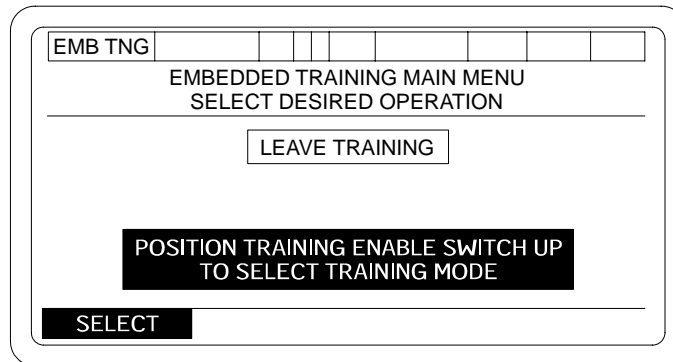 EMB TNG
EMBEDDED TRAINING MAIN MENU
SELECT DESIRED OPERATION
LEAVE TRAINING
POSITION TRAINING ENABLE SWITCH UP
TO SELECT TRAINING MODE
SELECT